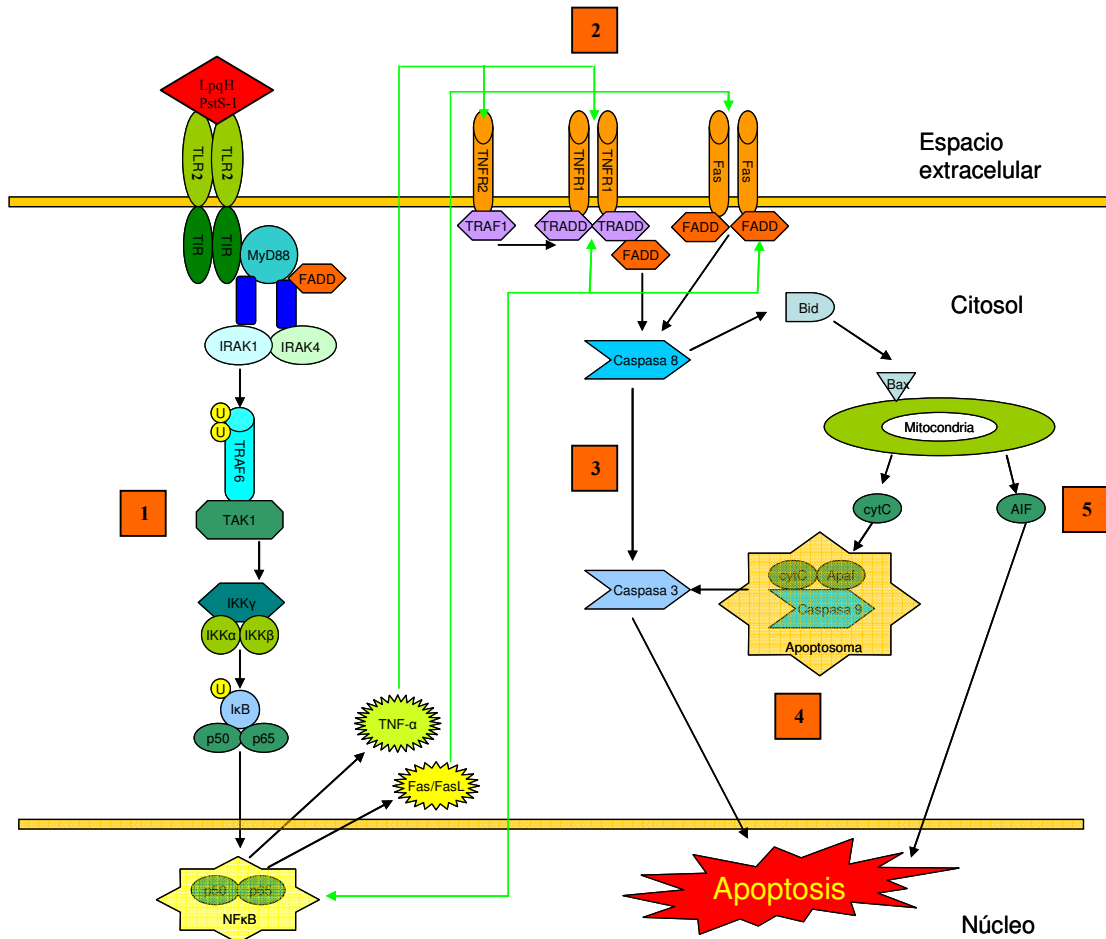 2
LpqH
PstS-1
TLR2
TLR2
TNFR2
TNFR1
TNFR1
Fas
Fas
Espacio
extracelular
TIR
TIR
MyD88
FADD
TRAF1
TRADD
TRADD
FADD
FADD
FADD
Citosol
IRAK1
IRAK4
Caspasa 8
Bid
Bax
Mitocondria
U
U
TRAF6
3
1
TAK1
cytC
AIF
5
IKKγ
IKKα
IKKβ
Caspasa 3
cytC
Apaf
Caspasa 9
Apoptosoma
U
IκB
p50
p65
TNF-α
4
Fas/FasL
p50
p65
NFκB
Apoptosis
Núcleo